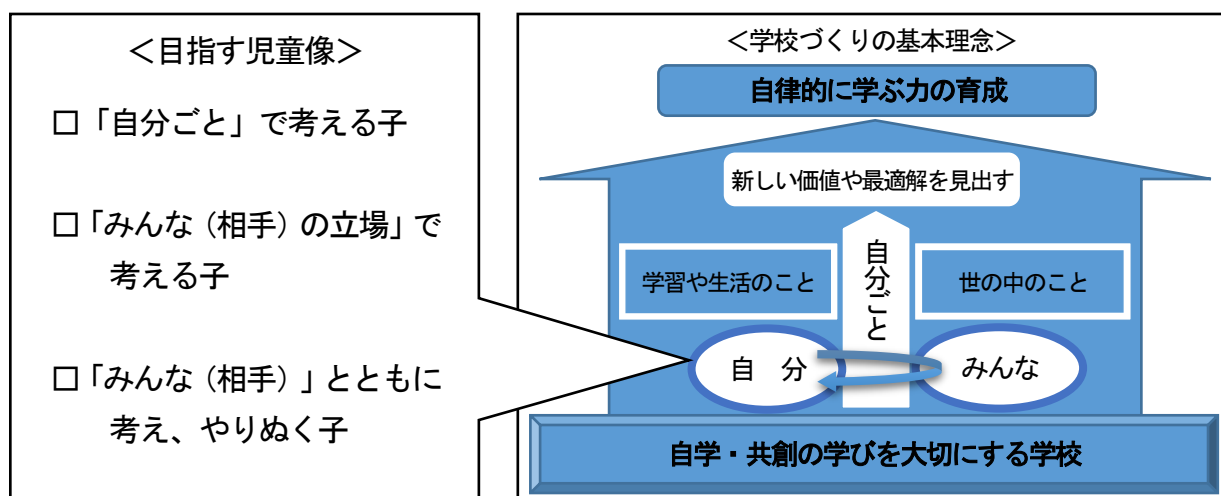 ＜目指す児童像＞
□「自分ごと」で考える子
□「みんな（相手）の立場」で
考える子
□「みんな（相手）」とともに
考え、やりぬく子
＜学校づくりの基本理念＞
自律的に学ぶ力の育成
新しい価値や最適解を見出す
学習や生活のこと
自分ごと
世の中のこと
自　分
みんな
自学・共創の学びを大切にする学校